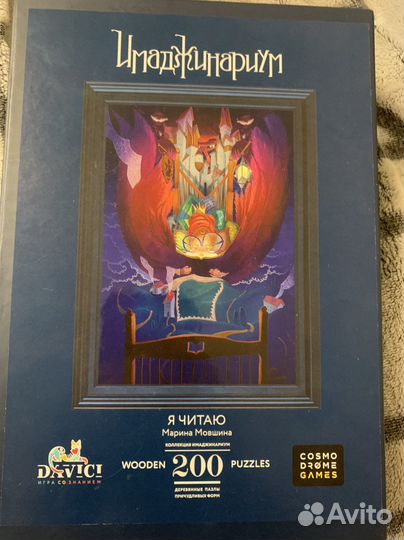 Имаджинариум
Я ЧИТАЮ
Марина Мовшина
КОЛЛЕКЦИЯ ИМАДЖИНАРИУМ
WOODEN 200 PUZZLES
ДЕРЕВЯННЫЕ ПАЗЛЫ
ПРИЧУДЛИВЫХ ФОРМ
DAVICI
ИГРА СО ЗНАНИЕМ
COSMO
DROME
GAMES
Avito